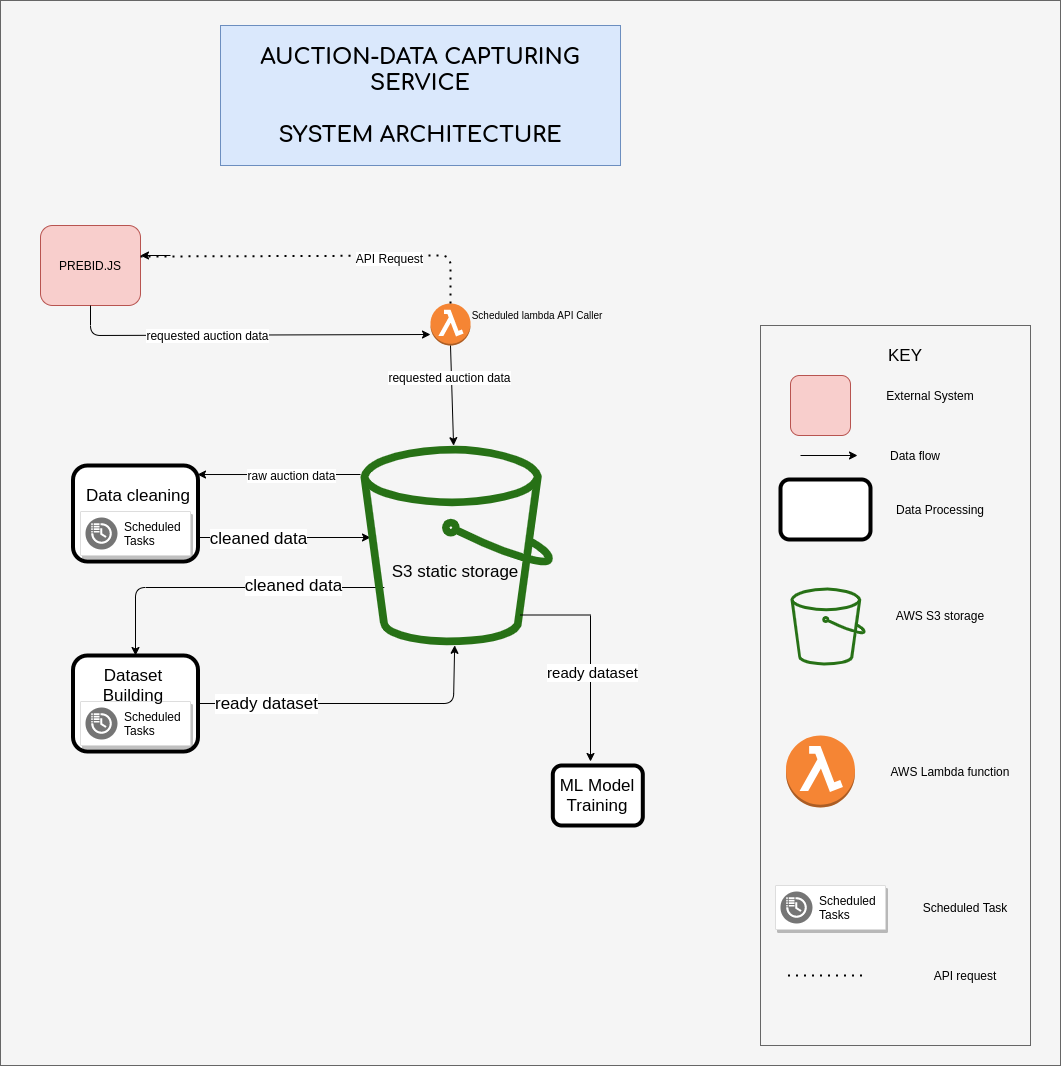 AUCTION-DATA CAPTURING
SERVICE
SYSTEM ARCHITECTURE
PREBID.JS
API Request
Scheduled lambda API Caller
requested auction data
requested auction data
raw auction data
Data cleaning
Scheduled
Tasks
cleaned data
S3 static storage
cleaned data
Dataset
Building
Scheduled
Tasks
ready dataset
ready dataset
ML Model
Training
KEY
External System
Data flow
Data Processing
AWS S3 storage
AWS Lambda function
Scheduled
Tasks
Scheduled Task
API request